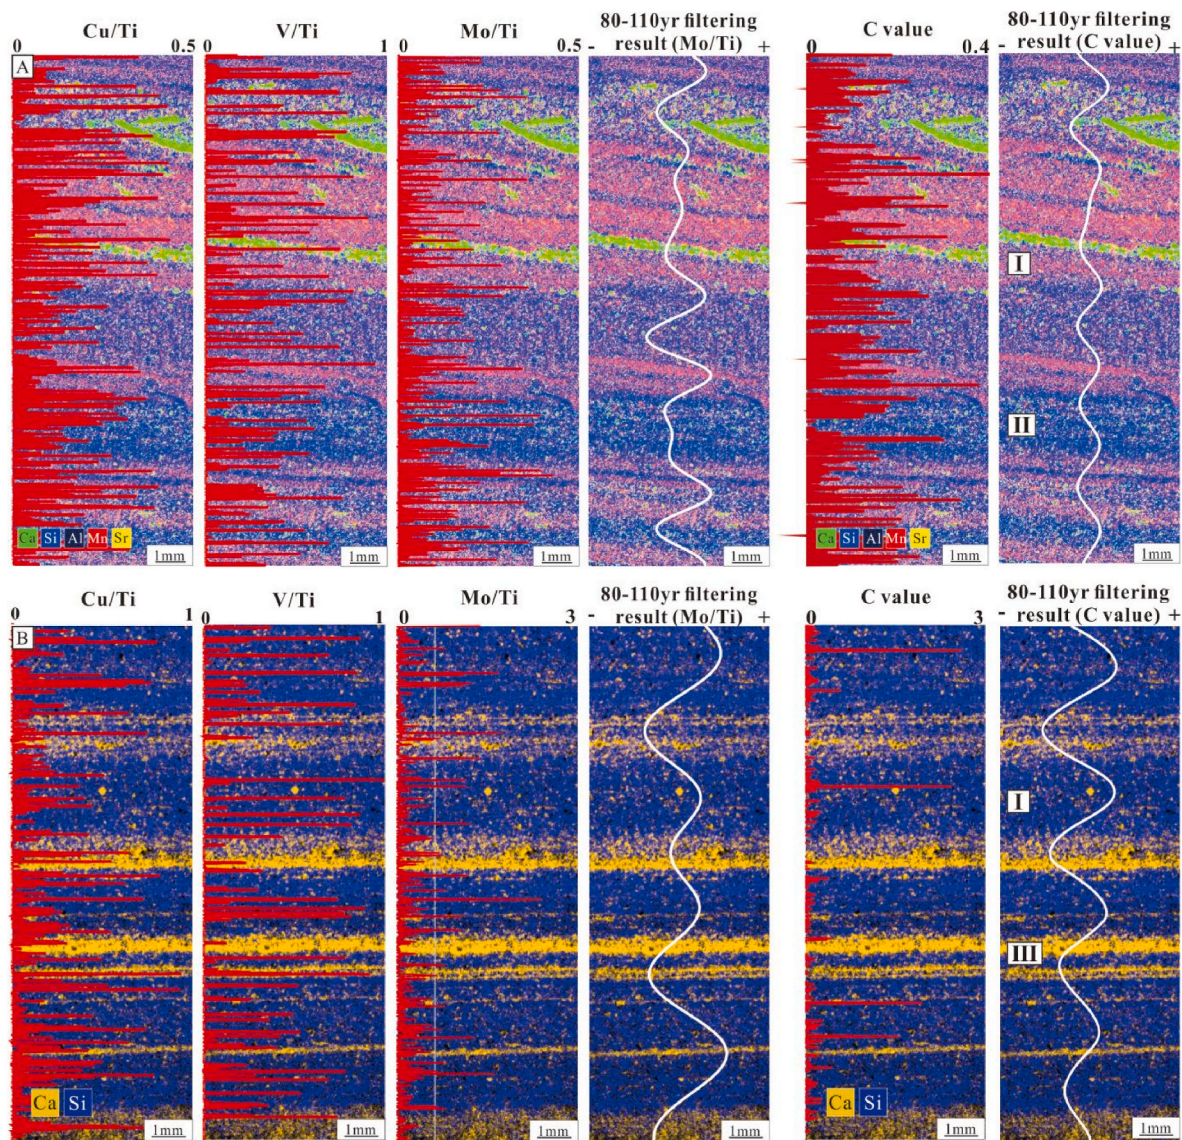 Cu/Ti
0 0.5
V/Ti
0 1
Mo/Ti
0 0.5
80-110yr filtering
- result (Mo/Ti) +
C value
0 0.4
80-110yr filtering
- result (C value) +
A
I
II
Ca Si Al Mn Sr
1mm
1mm
1mm
1mm
Ca Si Al Mn Sr
1mm
1mm
Cu/Ti
0 1
V/Ti
0 1
Mo/Ti
0 3
80-110yr filtering
- result (Mo/Ti) +
C value
0 3
80-110yr filtering
- result (C value) +
B
I
III
Ca Si
1mm
1mm
1mm
1mm
Ca Si
1mm
1mm